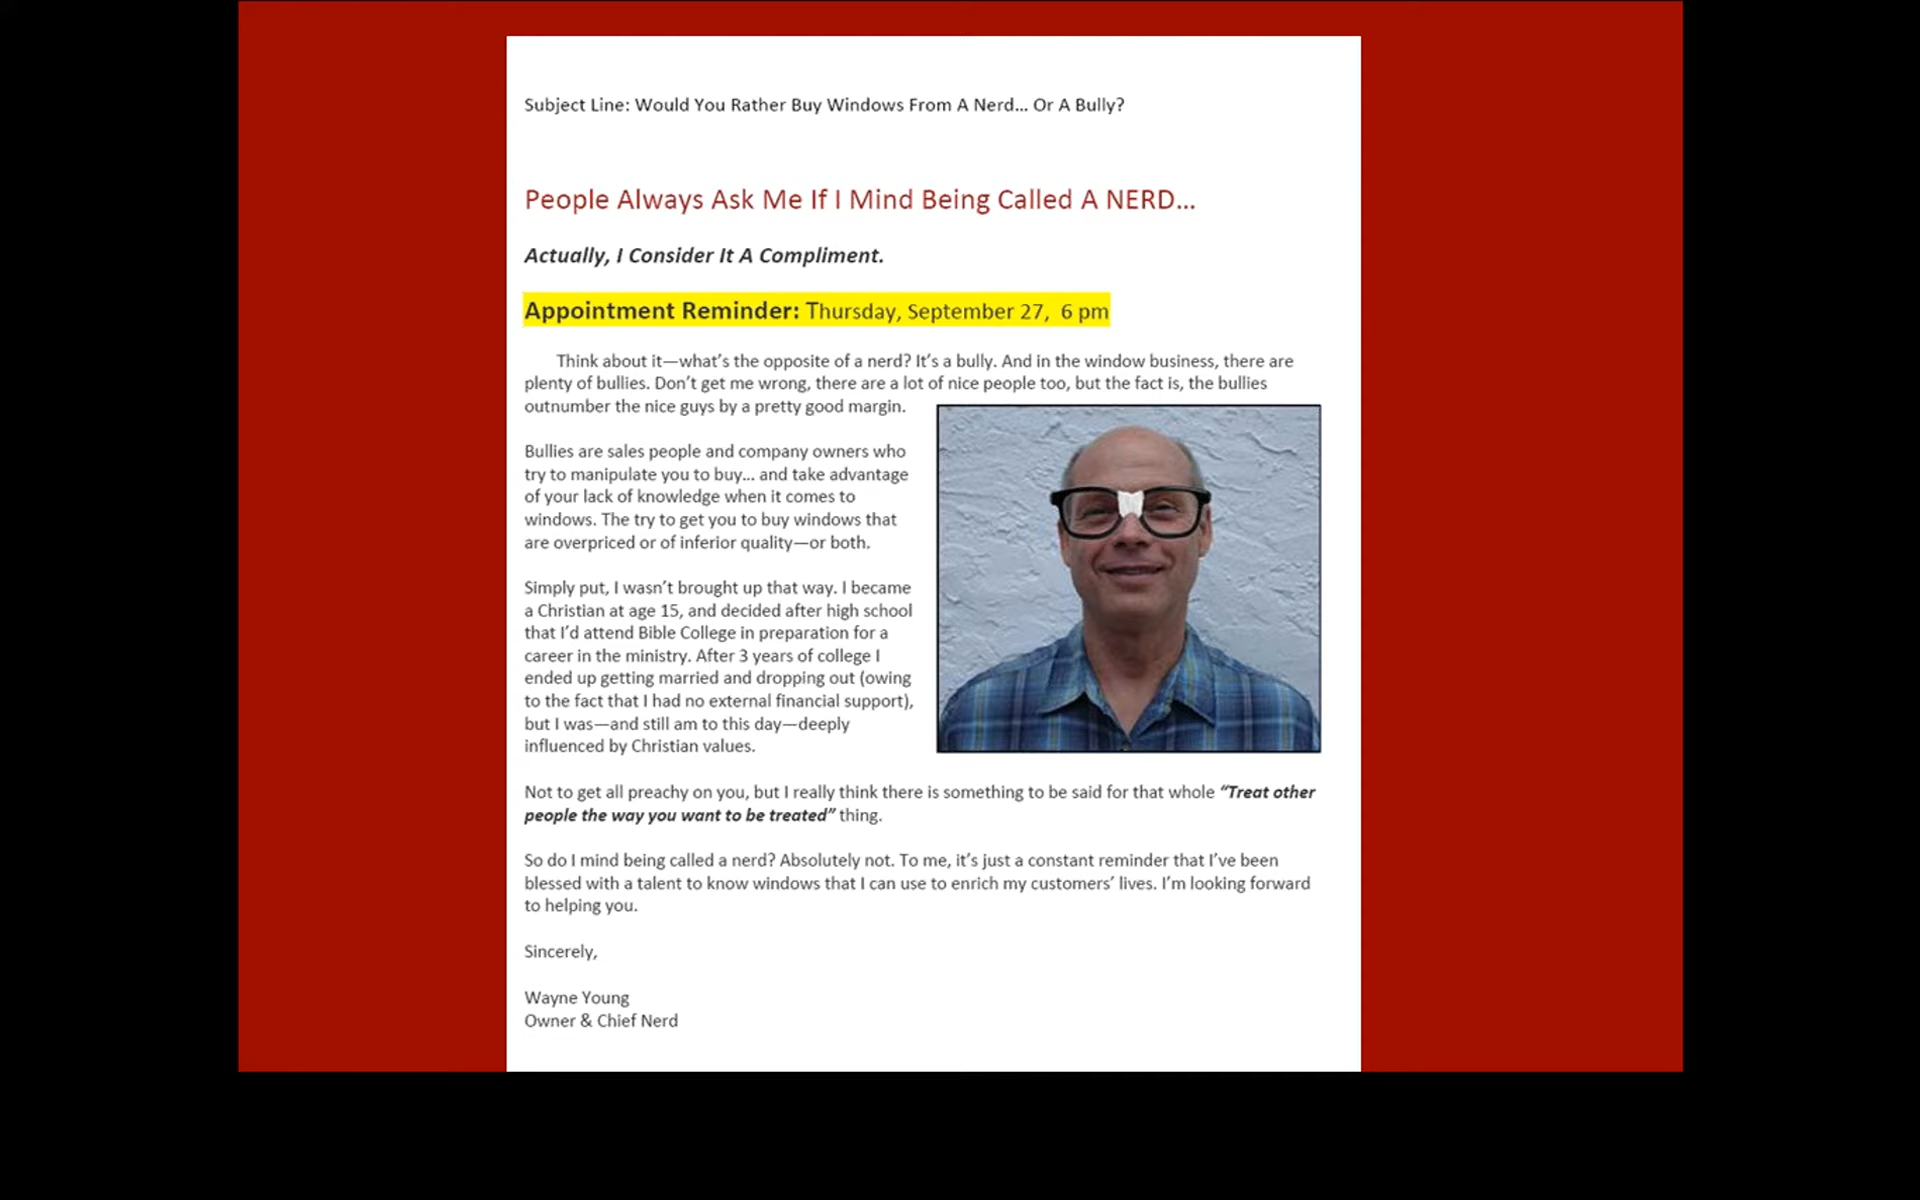 Subject Line: Would You Rather Buy Windows From A Nerd... Or A Bully?
People Always Ask Me If I Mind Being Called A NERD...
Actually, I Consider It A Compliment.
Appointment Reminder: Thursday, September 27, 6 pm
Think about it—what's the opposite of a nerd? It's a bully. And in the window business, there are
plenty of bullies. Don't get me wrong, there are a lot of nice people too, but the fact is, the bullies
outnumber the nice guys by a pretty good margin.
Bullies are sales people and company owners who
try to manipulate you to buy... and take advantage
of your lack of knowledge when it comes to
windows. The try to get you to buy windows that
are overpriced or of inferior quality—or both.
Simply put, I wasn't brought up that way. I became
a Christian at age 15, and decided after high school
that I'd attend Bible College in preparation for a
career in the ministry. After 3 years of college I
ended up getting married and dropping out (owing
to the fact that I had no external financial support),
but I was—and still am to this day—deeply
influenced by Christian values.
Not to get all preachy on you, but I really think there is something to be said for that whole “Treat other
people the way you want to be treated” thing.
So do I mind being called a nerd? Absolutely not. To me, it's just a constant reminder that I've been
blessed with a talent to know windows that I can use to enrich my customers' lives. I'm looking forward
to helping you.
Sincerely,
Wayne Young
Owner & Chief Nerd